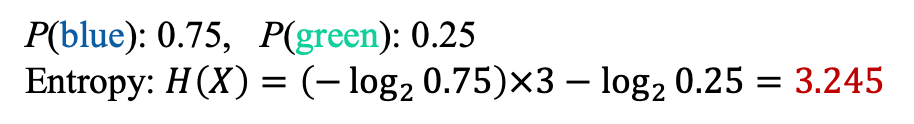 P(blue): 0.75, P(green): 0.25
Entropy: H(X) = (− log₂ 0.75)×3 − log₂ 0.25 = 3.245